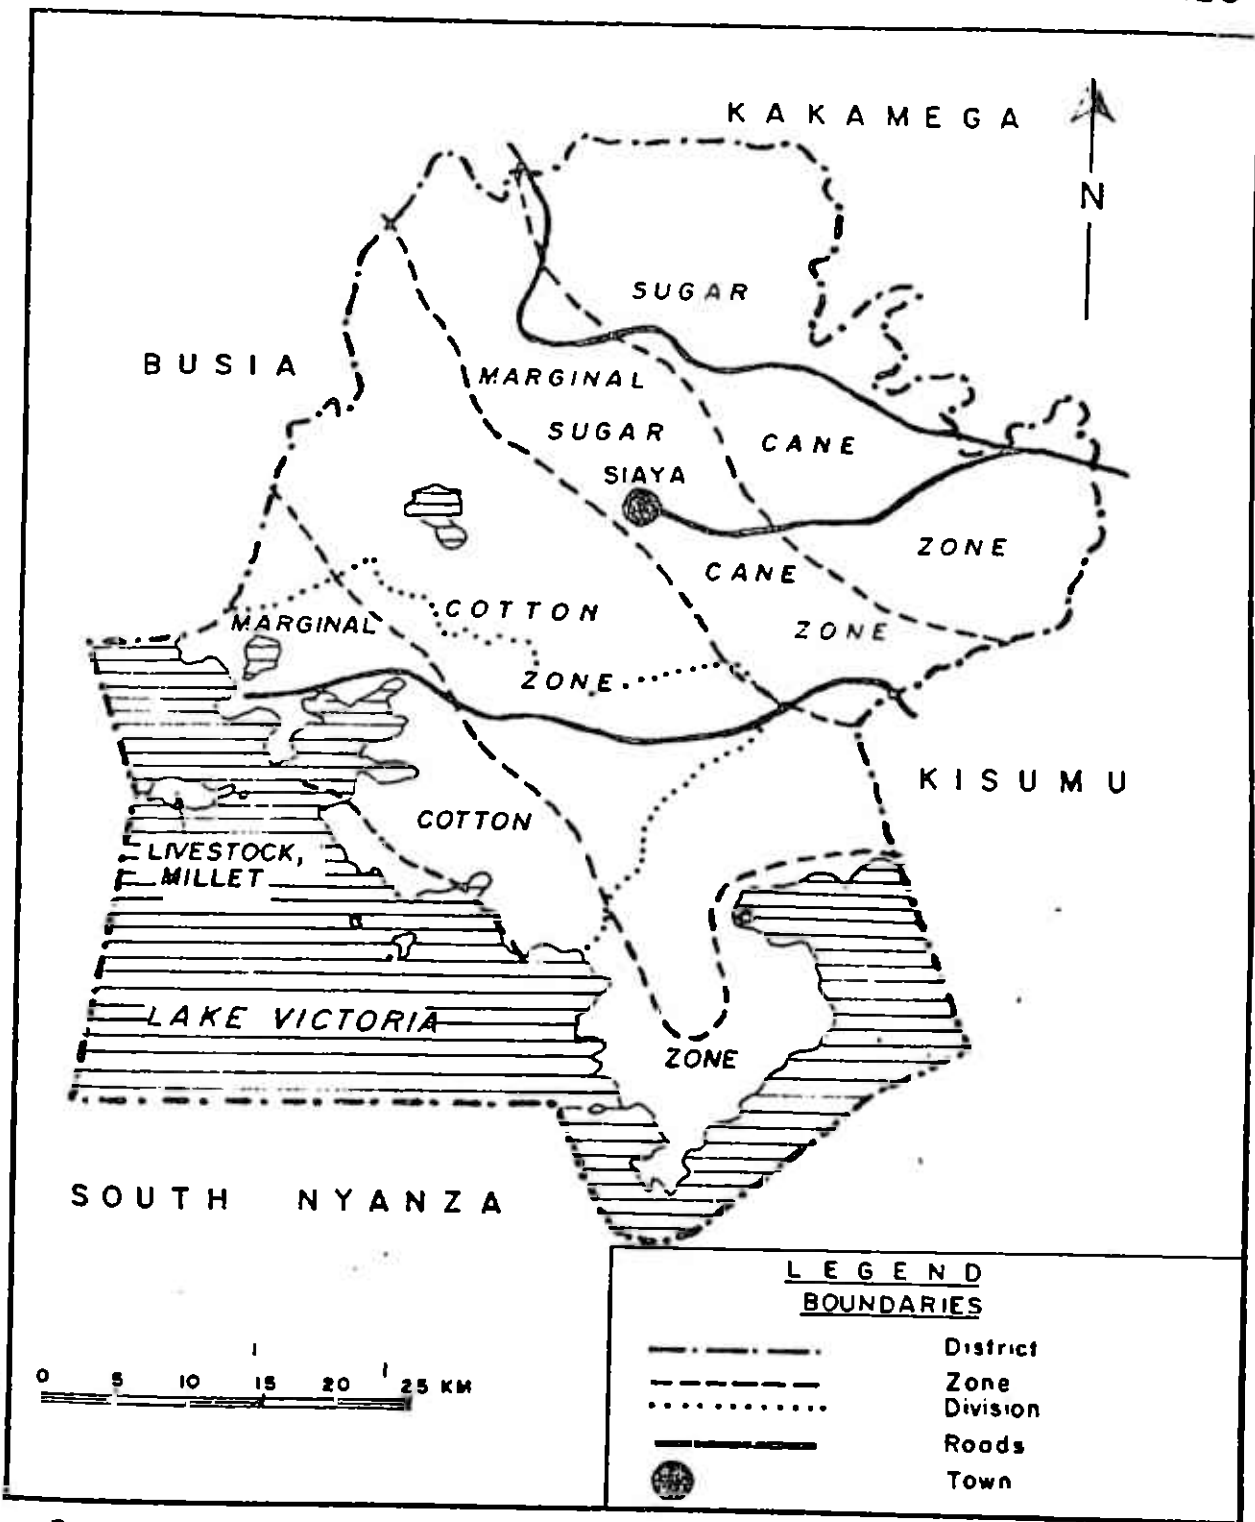 KAKAMEGA
N
SUGAR
BUSIA
MARGINAL
SUGAR
CANE
SIAYA
ZONE
CANE
COTTON
MARGINAL
ZONE
ZONE
KISUMU
COTTON
LIVESTOCK,
MILLET
LAKE VICTORIA
ZONE
SOUTH NYANZA
LEGEND
BOUNDARIES
District
Zone
Division
Roads
Town
0 5 10 15 20 25 KM